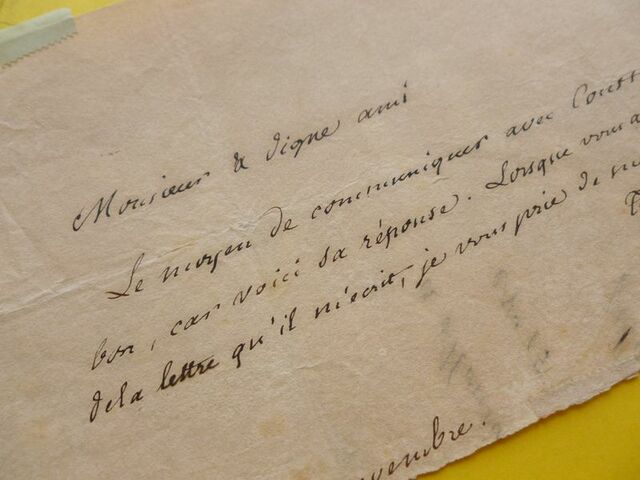 Monsieur & digne ami
Le moyen de communiquer avec Const
bon, car voici sa réponse. Lorsque vous a
de la lettre qu'il m'écrit, je vous prie de m
vembre.